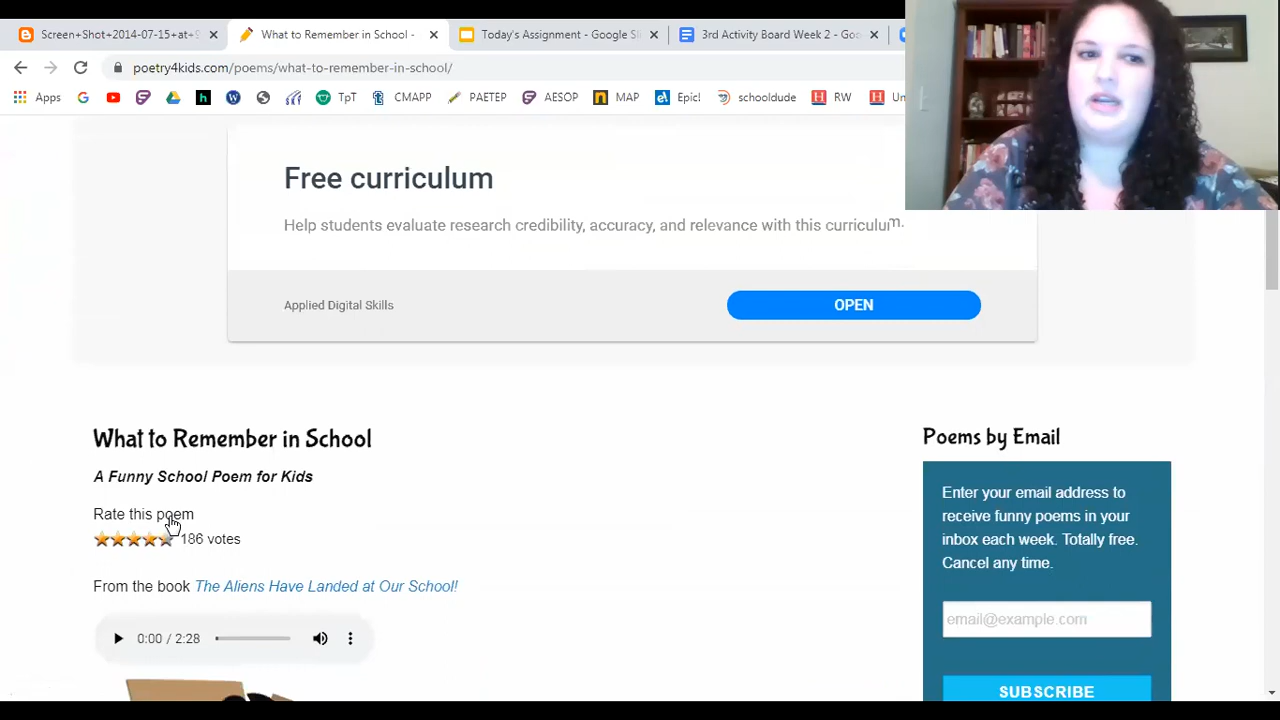 Screen+Shot+2014-07-15+at+9
What to Remember in School -
Today's Assignment - Google Sli
3rd Activity Board Week 2 - Goo
poetry4kids.com/poems/what-to-remember-in-school/
Apps
TpT
CMAPP
PAETEP
AESOP
MAP
Epic!
schooldude
RW
Un
Free curriculum
Help students evaluate research credibility, accuracy, and relevance with this curriculum.
Applied Digital Skills
OPEN
What to Remember in School
A Funny School Poem for Kids
Rate this poem
186 votes
From the book The Aliens Have Landed at Our School!
0:00 / 2:28
Poems by Email
Enter your email address to
receive funny poems in your
inbox each week. Totally free.
Cancel any time.
email@example.com
SUBSCRIBE